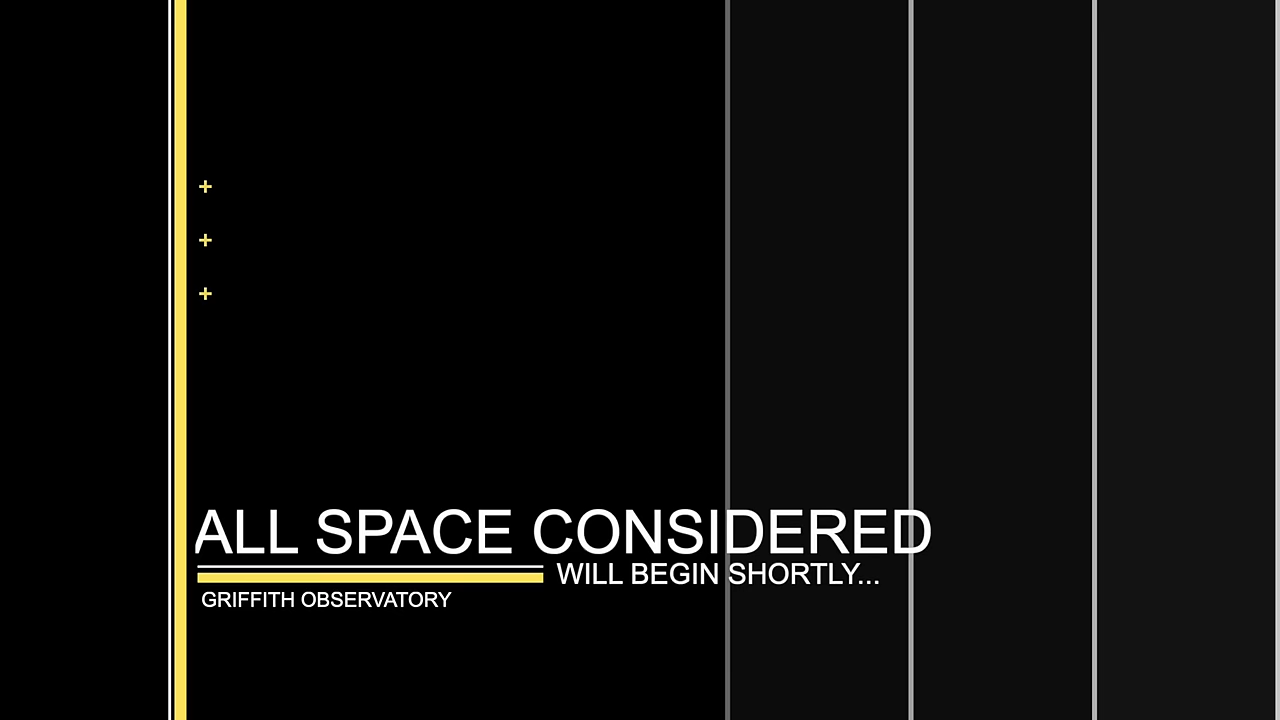 +
+
+
ALL SPACE CONSIDERED
WILL BEGIN SHORTLY...
GRIFFITH OBSERVATORY